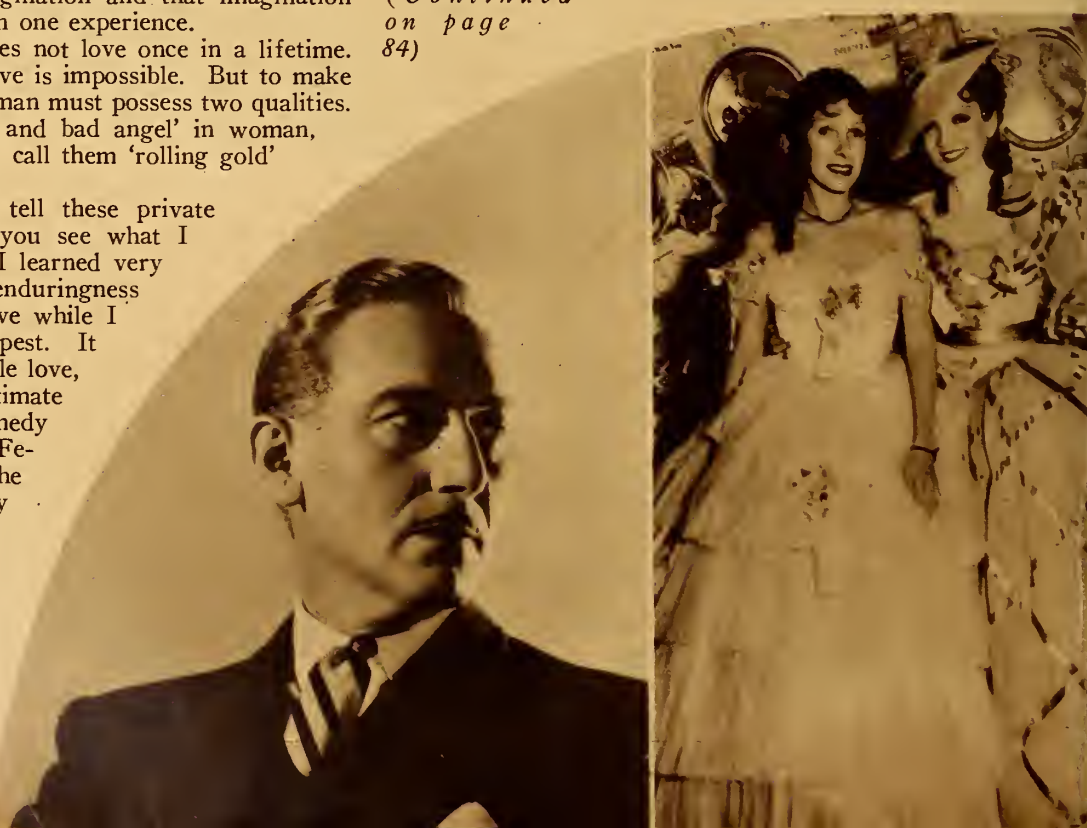 gination and that imagination
n one experience.
es not love once in a lifetime.
ve is impossible. But to make
man must possess two qualities.
and bad angel' in woman,
call them 'rolling gold'
tell these private
you see what I
I learned very
enduringness
ve while I
pest. It
le love,
timate
nedy
Fe-
he
y
(Continued
on page
84)